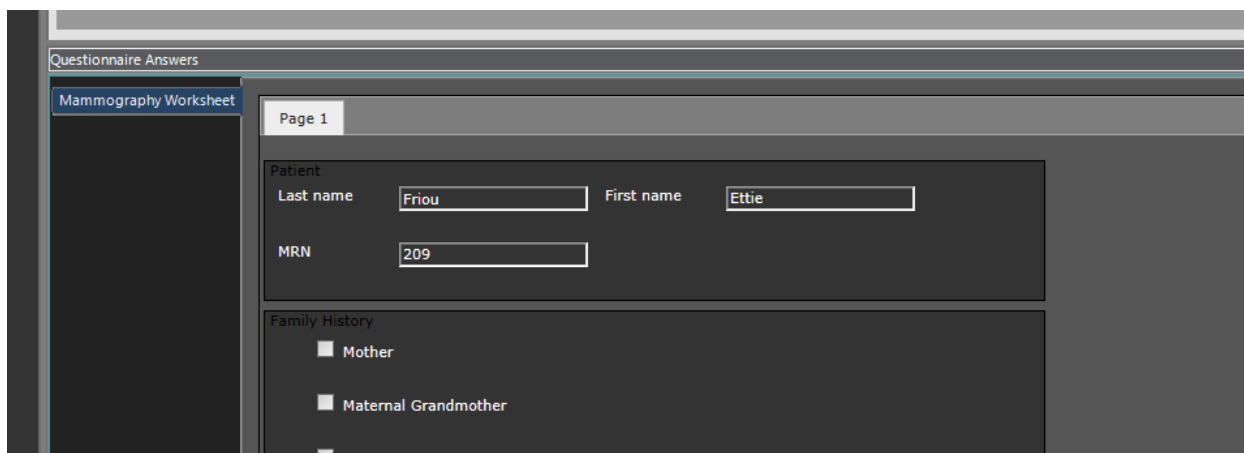 Questionnaire Answers
Mammography Worksheet
Page 1
Patient
Last name Friou First name Ettie
MRN 209
Family History
Mother
Maternal Grandmother